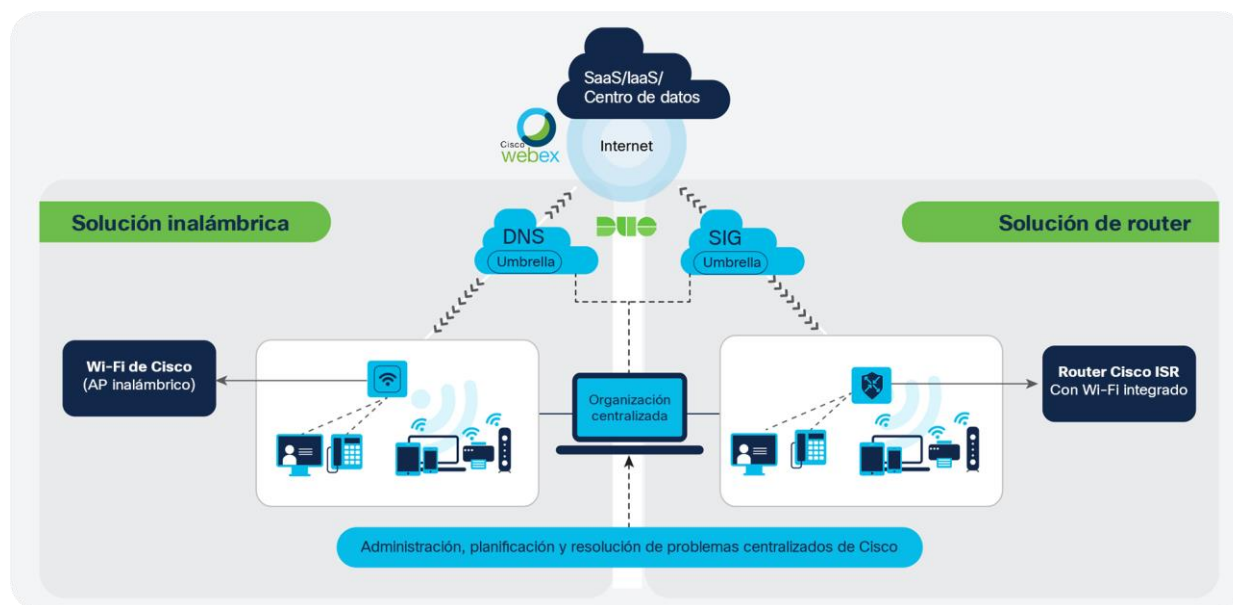 SaaS/IaaS/
Centro de datos
Cisco
webex
Internet
Solución inalámbrica
DUO
Solución de router
DNS
Umbrella
SIG
Umbrella
Wi-Fi de Cisco
(AP inalámbrico)
Organización
centralizada
Router Cisco ISR
Con Wi-Fi integrado
Administración, planificación y resolución de problemas centralizados de Cisco